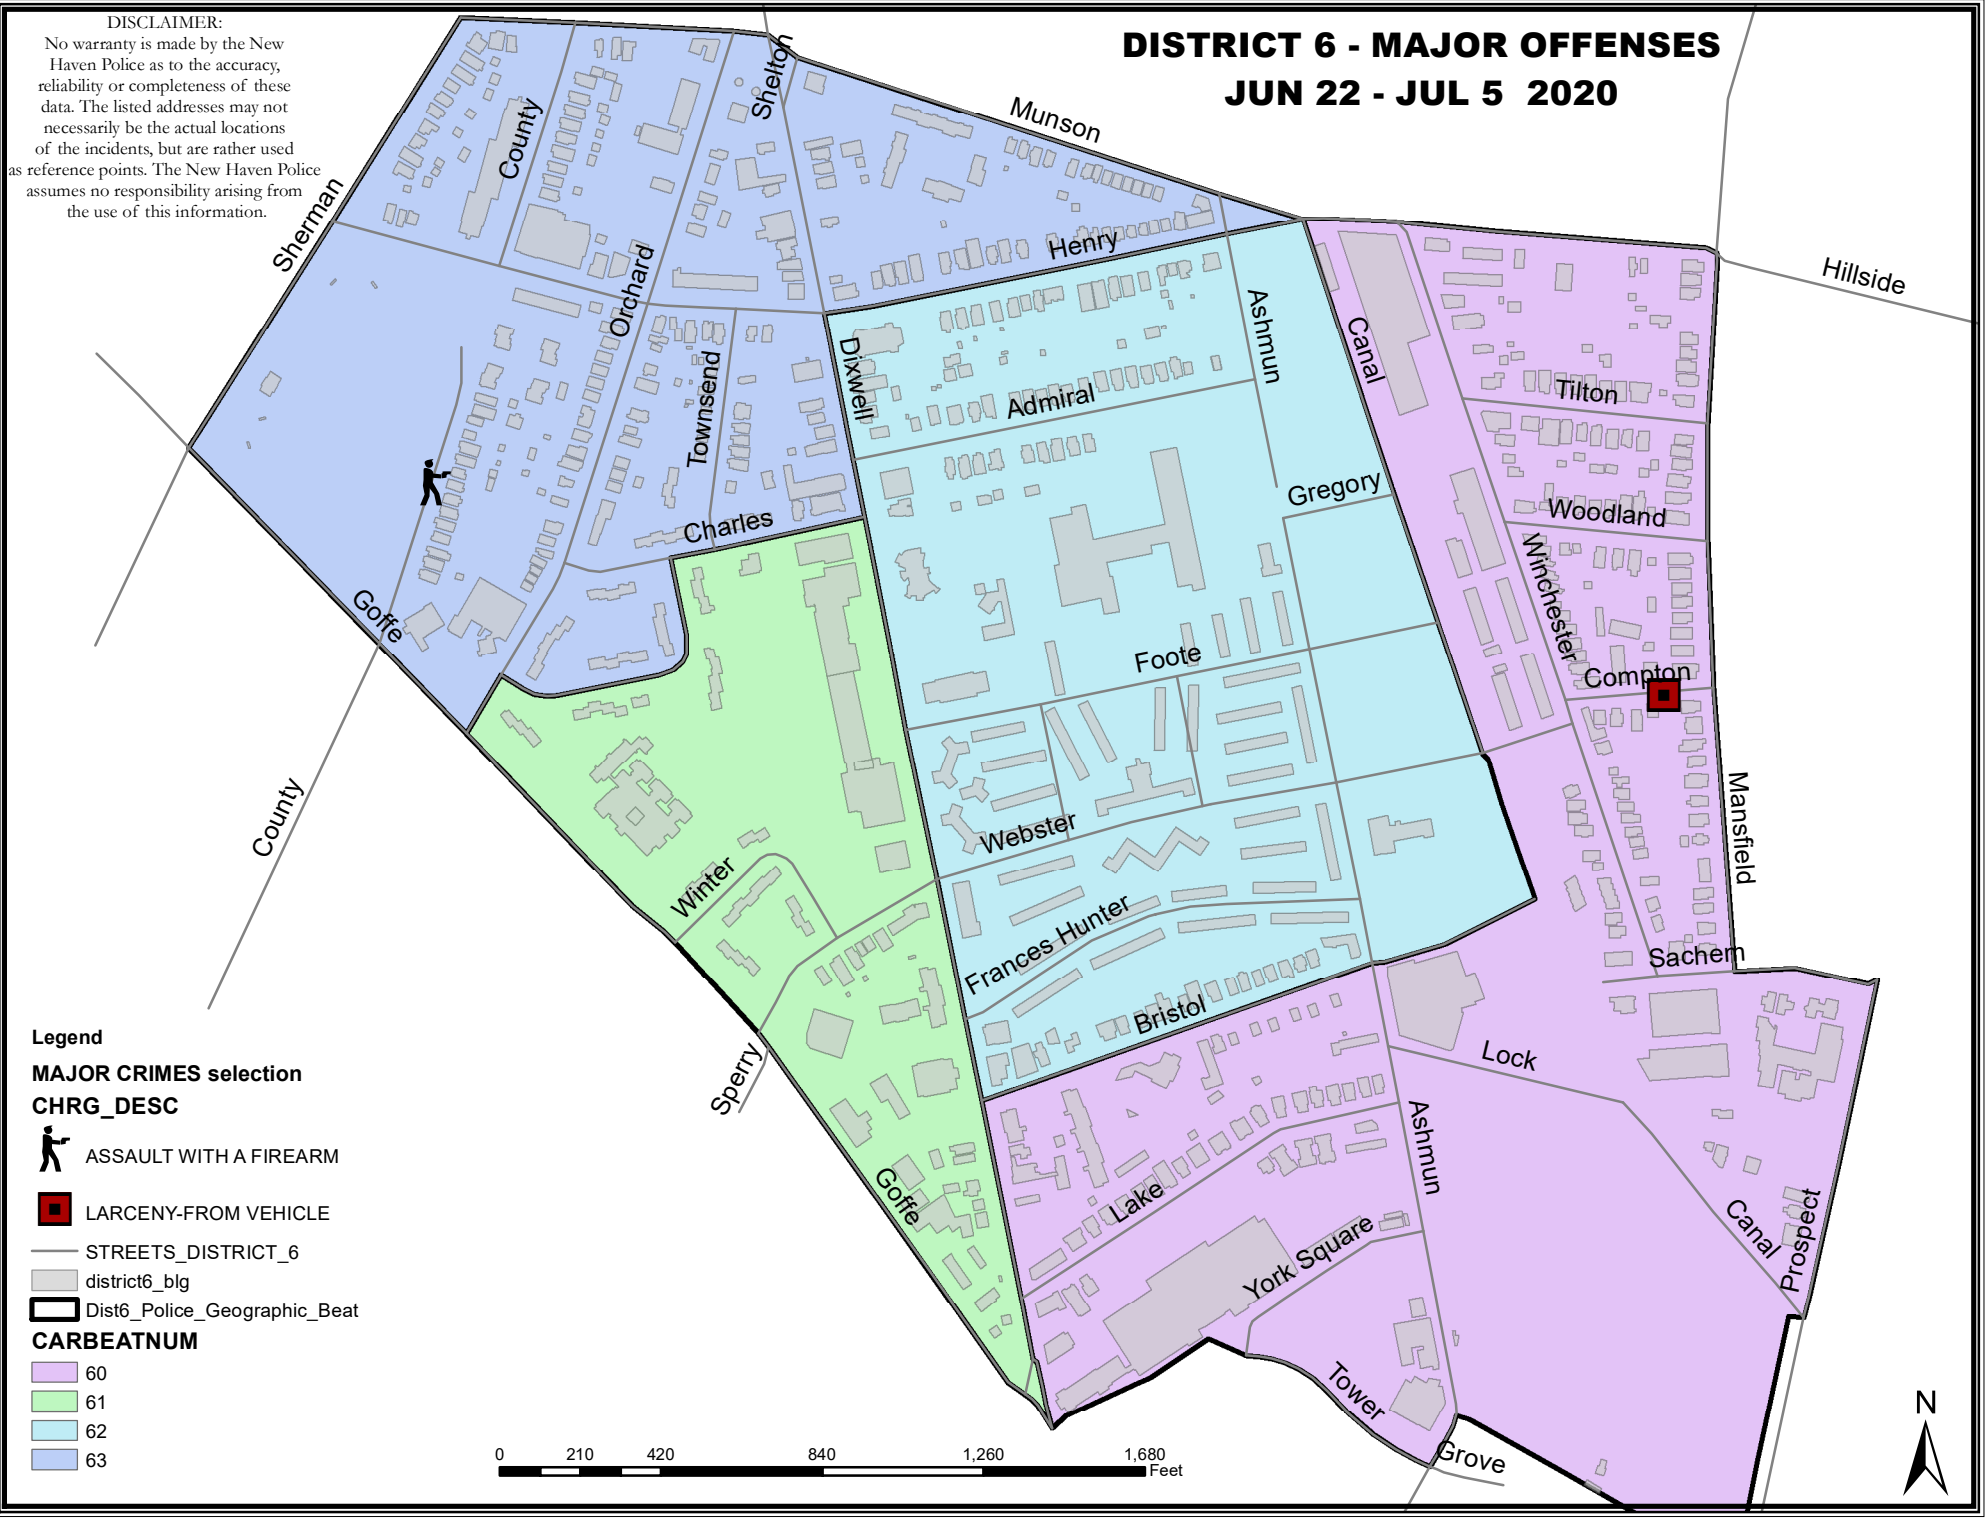 DISCLAIMER:
No warranty is made by the New
Haven Police as to the accuracy,
reliability or completeness of these
data. The listed addresses may not
necessarily be the actual locations
of the incidents, but are rather used
as reference points. The New Haven Police
assumes no responsibility arising from
the use of this information.
DISTRICT 6 - MAJOR OFFENSES
JUN 22 - JUL 5 2020
Shelton
County
Munson
Sherman
Henry
Hillside
Orchard
Ashmun
Canal
Dixwell
Townsend
Admiral
Tilton
Gregory
Woodland
Charles
Winchester
Goffe
Foote
Compton
County
Mansfield
Webster
Winter
Frances Hunter
Sachem
Bristol
Lock
Sperry
Ashmun
Goffe
Lake
Canal
Prospect
York Square
Tower
Grove
Legend
MAJOR CRIMES selection
CHRG_DESC
ASSAULT WITH A FIREARM
LARCENY-FROM VEHICLE
STREETS_DISTRICT_6
district6_blg
Dist6_Police_Geographic_Beat
CARBEATNUM
60
61
62
63
0 210 420 840 1,260 1,680
Feet
N